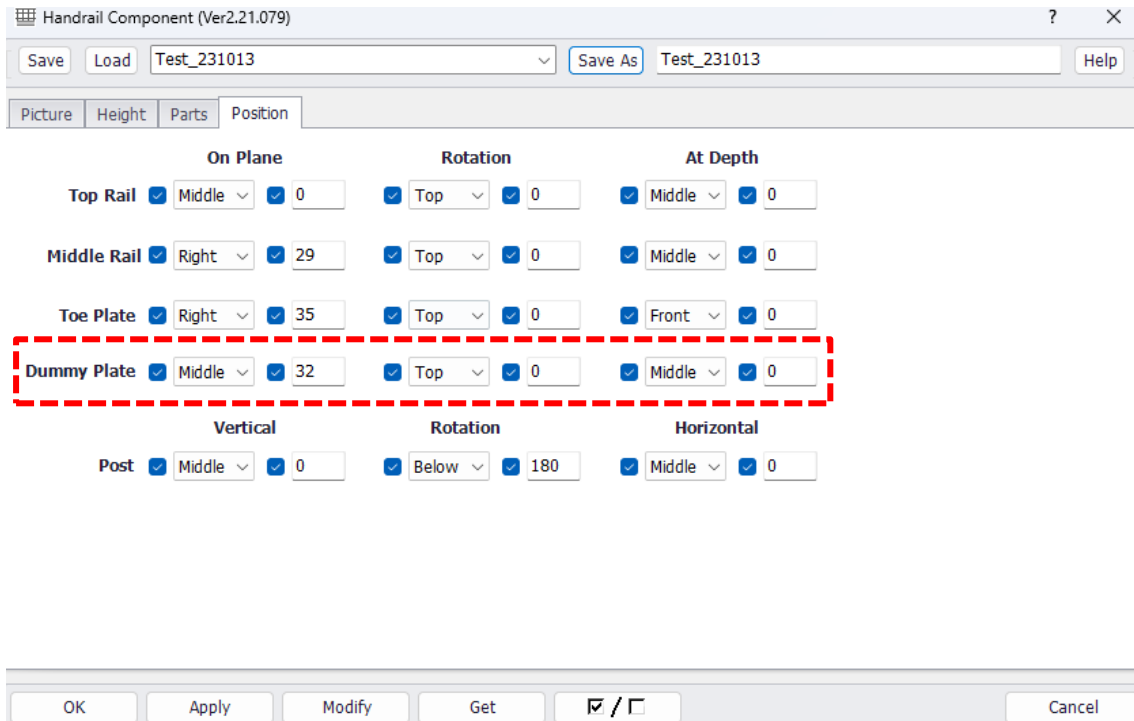 Handrail Component (Ver2.21.079) ?
Save Load Test_231013 Save As Test_231013 Help
Picture Height Parts Position
On Plane Rotation At Depth
Top Rail Middle 0 Top 0 Middle 0
Middle Rail Right 29 Top 0 Middle 0
Toe Plate Right 35 Top 0 Front 0
Dummy Plate Middle 32 Top 0 Middle 0
Vertical Rotation Horizontal
Post Middle 0 Below 180 Middle 0
OK Apply Modify Get / Cancel